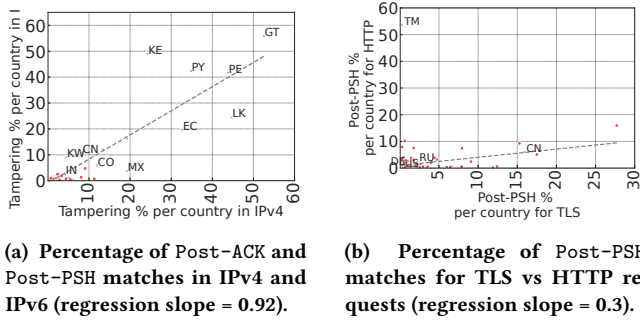 Tampering % per country in I
60
50
40
30
20
10
0
GT
KE
PY
PE
LK
EC
KW
CN
IN
CO
MX
10
20
30
40
50
60
Tampering % per country in IPv4
Post-PSH %
per country for HTTP
60
50
40
30
20
10
0
TM
RU
US
CN
5
10
15
20
25
30
Post-PSH %
per country for TLS
(a) Percentage of Post-ACK and
Post-PSH matches in IPv4 and
IPv6 (regression slope = 0.92).
(b) Percentage of Post-PSH
matches for TLS vs HTTP re
quests (regression slope = 0.3).